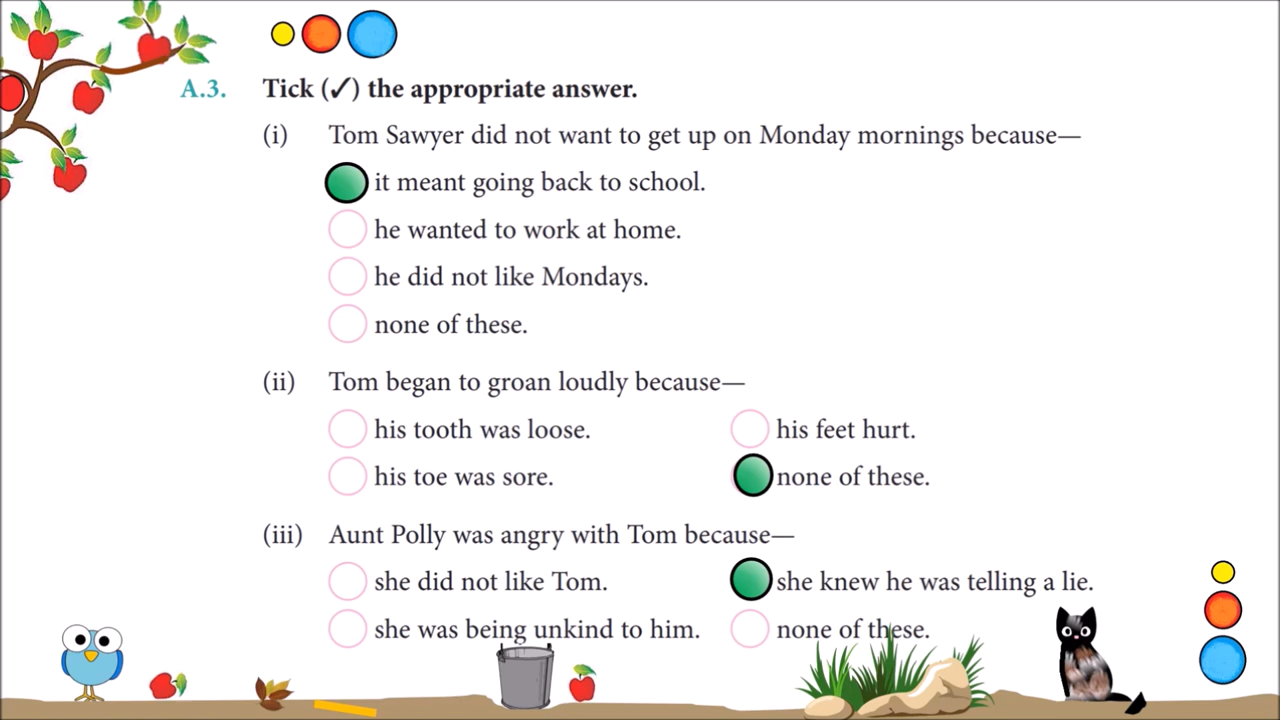 A.3. Tick (✓) the appropriate answer.
(i) Tom Sawyer did not want to get up on Monday mornings because—
it meant going back to school.
he wanted to work at home.
he did not like Mondays.
none of these.
(ii) Tom began to groan loudly because—
his tooth was loose. his feet hurt.
his toe was sore. none of these.
(iii) Aunt Polly was angry with Tom because—
she did not like Tom. she knew he was telling a lie.
she was being unkind to him. none of these.